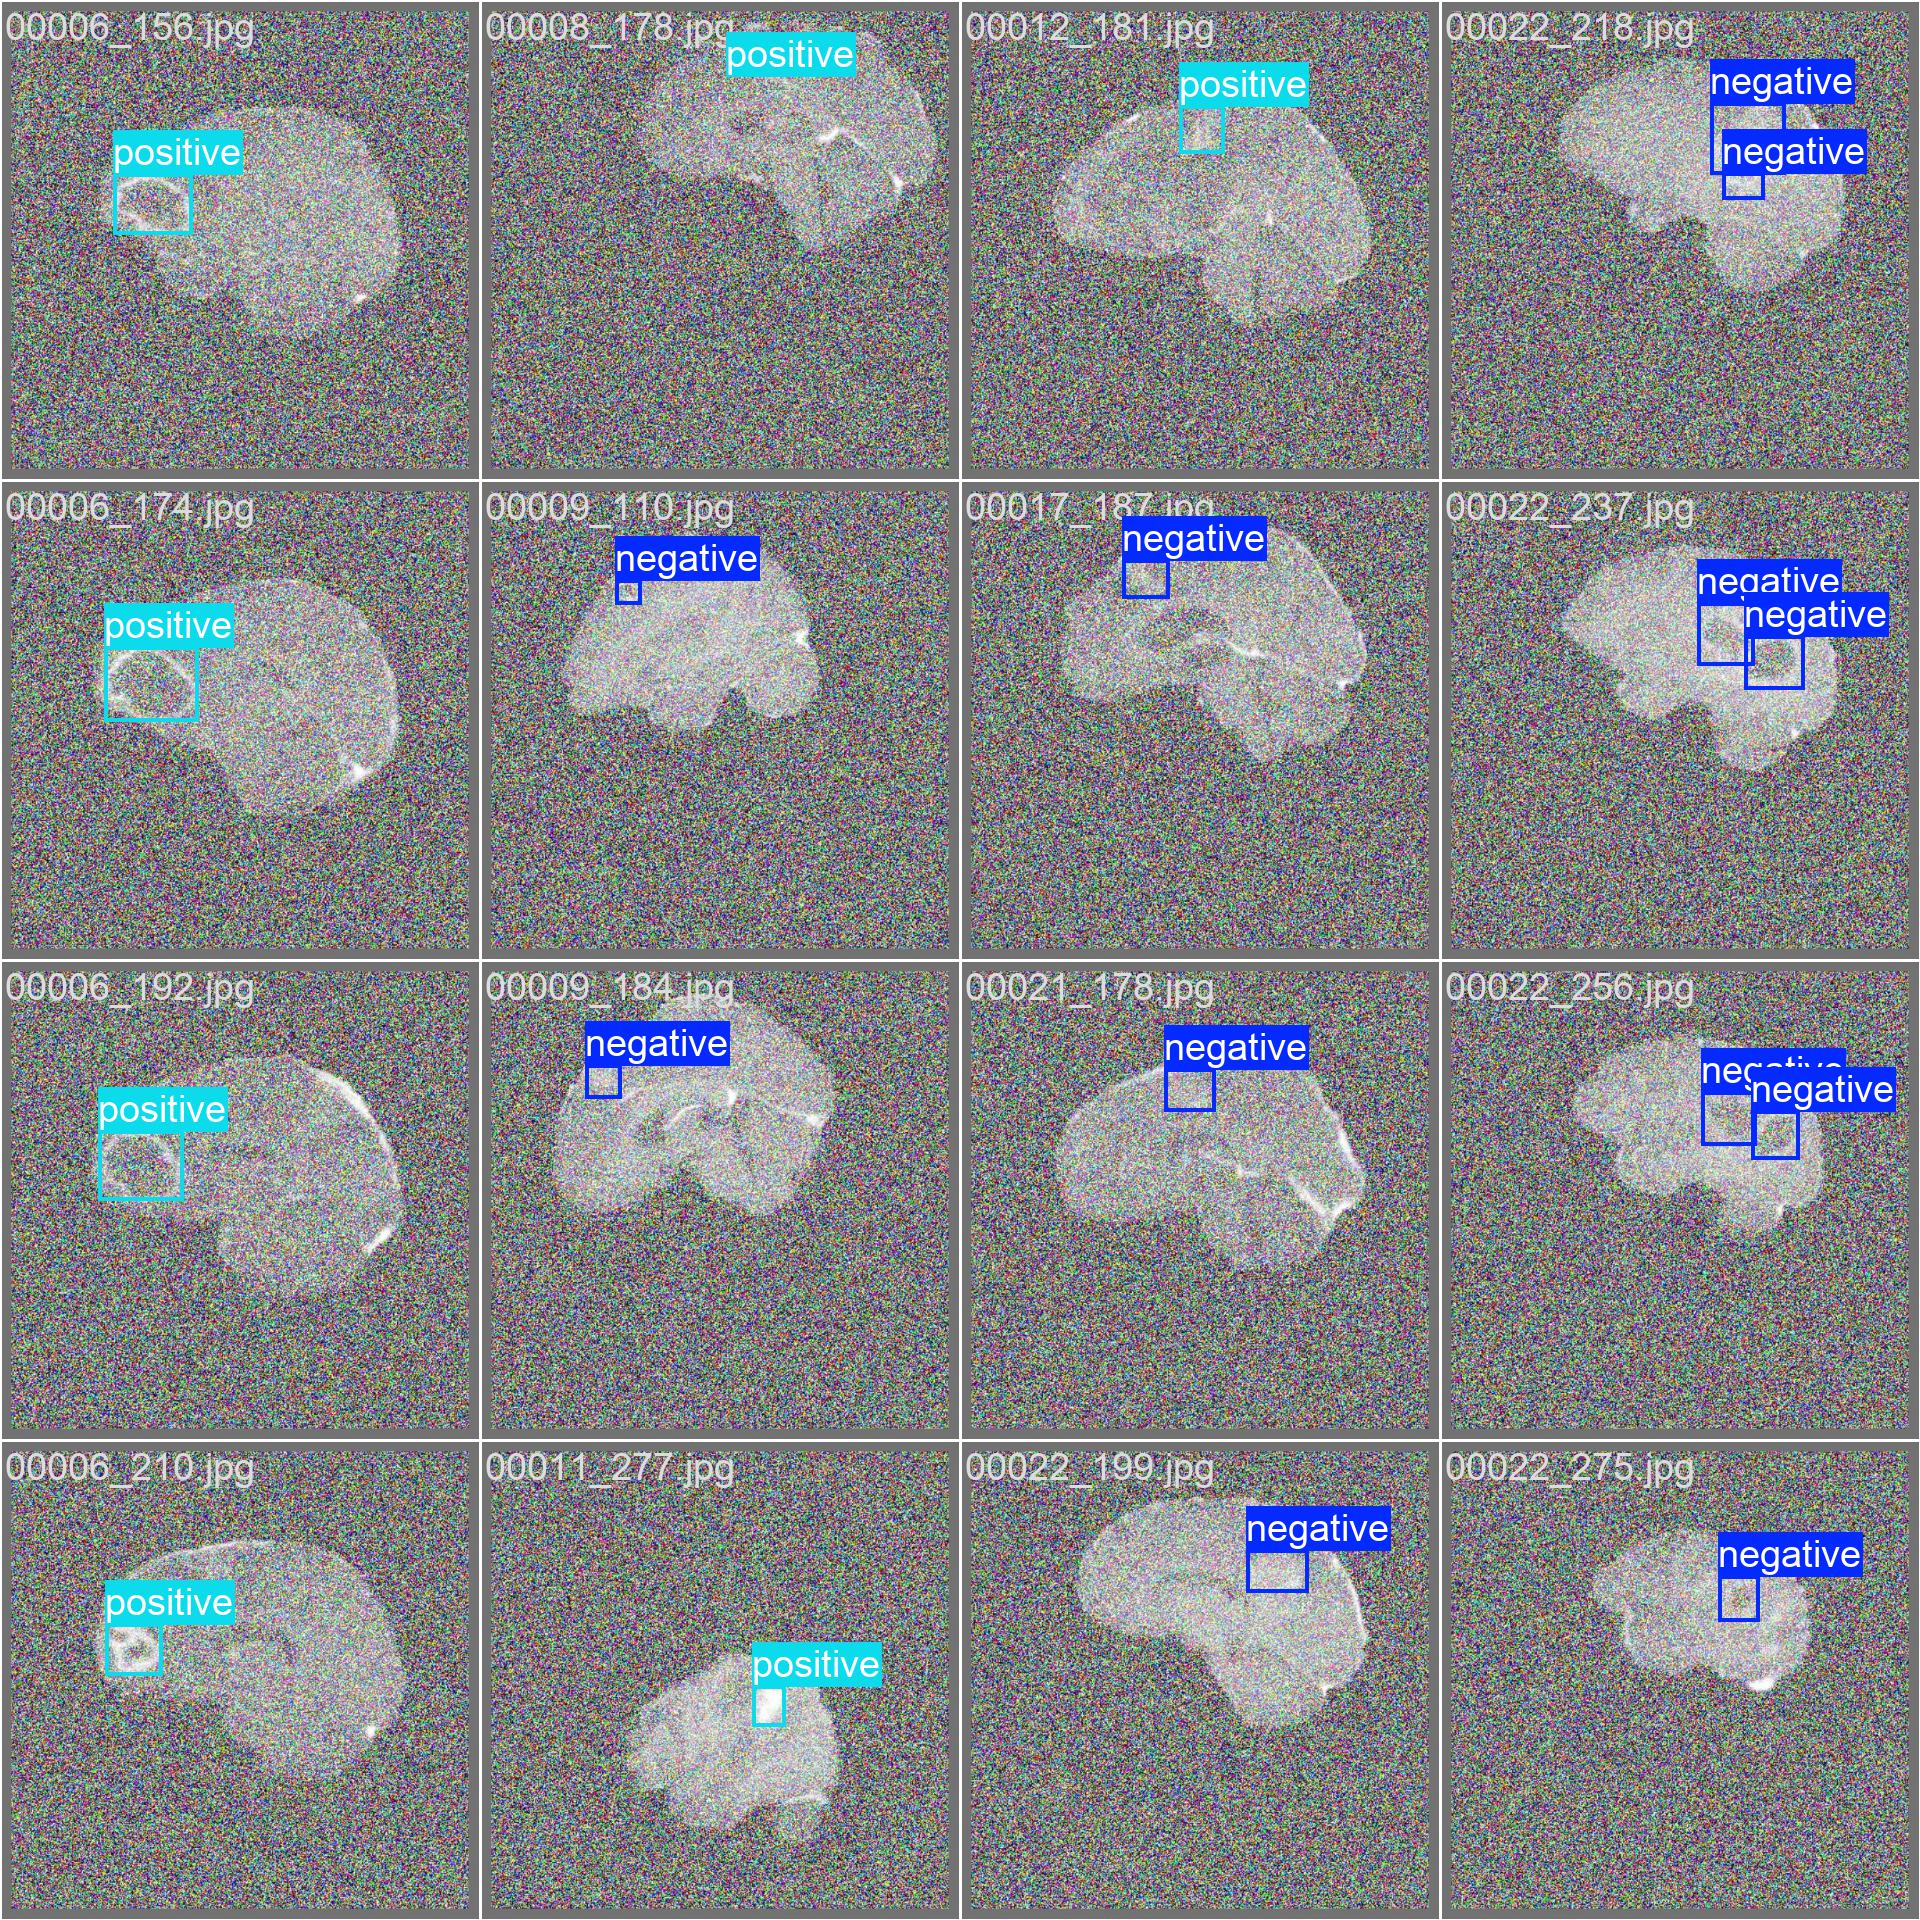 00006_156.jpg
positive
00008_178.jpg
positive
00012_181.jpg
positive
00022_218.jpg
negative
negative
00006_174.jpg
positive
00009_110.jpg
negative
00017_187.jpg
negative
00022_237.jpg
negative
negative
00006_192.jpg
positive
00009_184.jpg
negative
00021_178.jpg
negative
00022_256.jpg
negative
negative
00006_210.jpg
positive
00011_277.jpg
positive
00022_199.jpg
negative
00022_275.jpg
negative